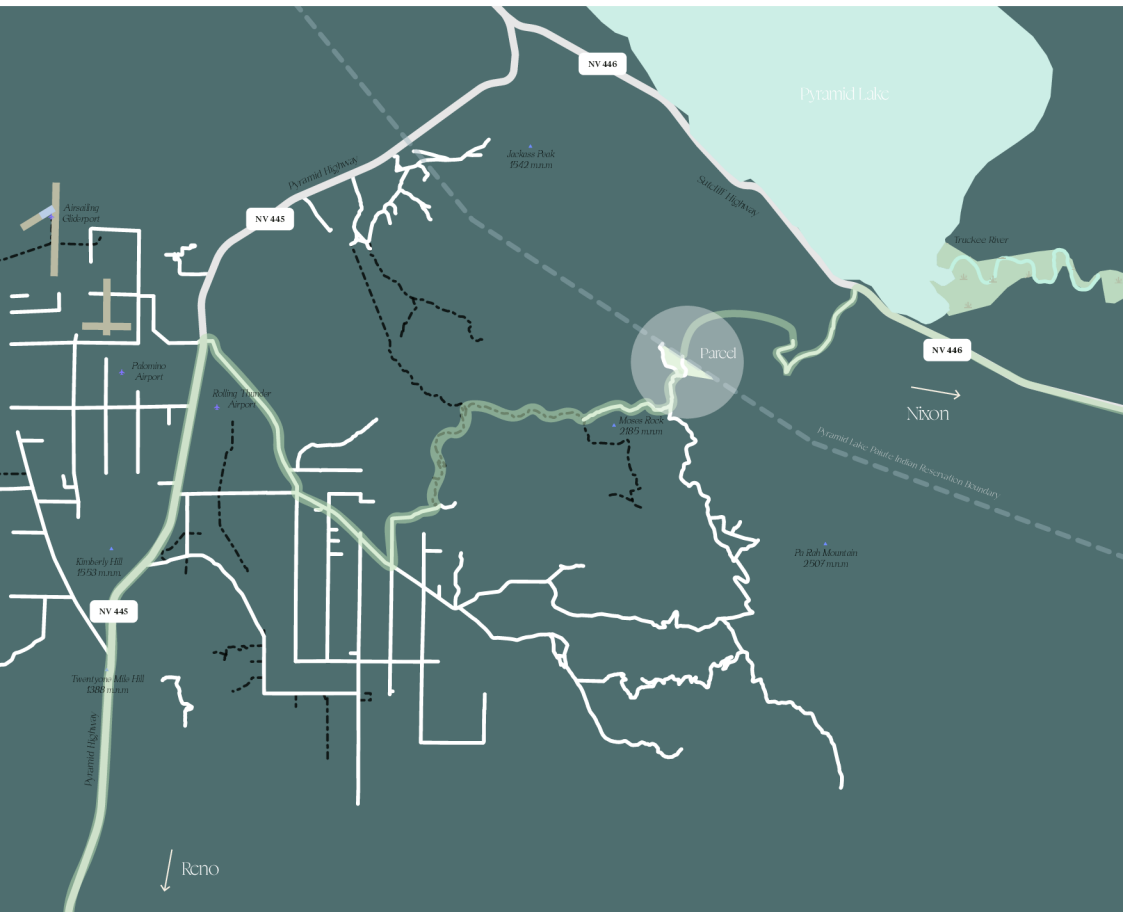 NV 446
Pyramid Lake
Jackass Peak
1542 m.n.m
Pyramid Highway
Sutcliff Highway
Airsailing
Gliderport
NV 445
Truckee River
NV 446
Parcel
Palomino
Airport
Rolling Thunder
Airport
Nixon
Moses Rock
2185 m.n.m
Pyramid Lake Paiute Indian Reservation Boundary
Kimberly Hill
1553 m.n.m.
Pa Rah Mountain
2507 m.n.m
NV 445
Twentyone Mile Hill
1388 m.n.m
Pyramid Highway
Reno